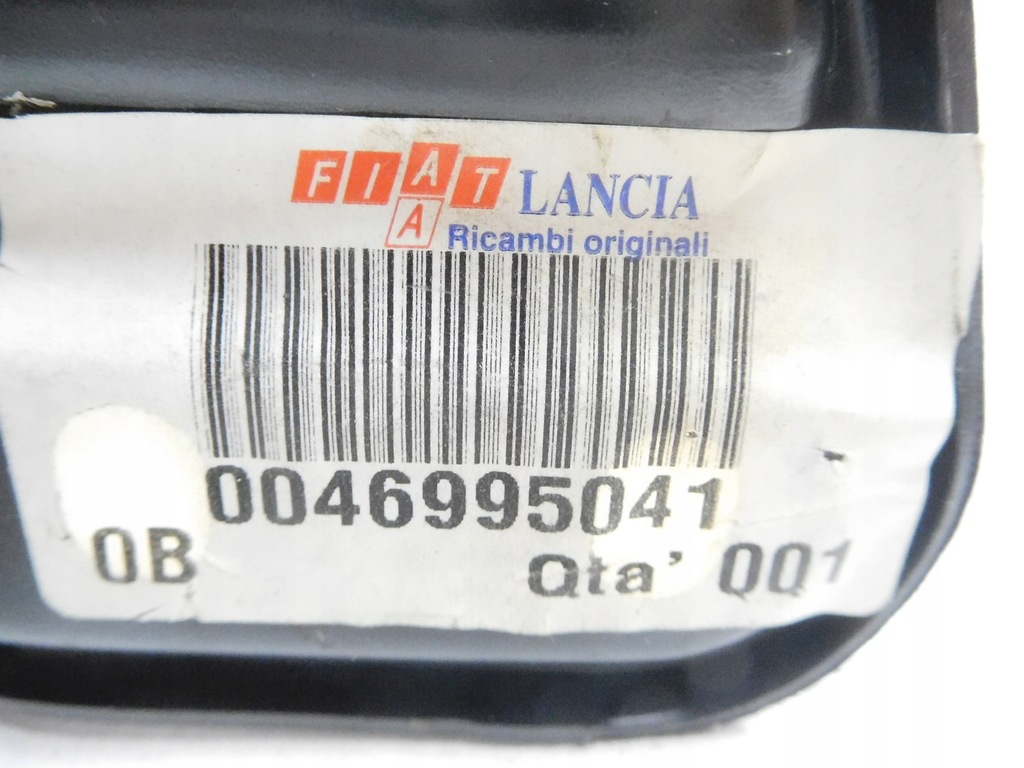 FIAT LANCIA
A Ricambi originali
0046995041
0B Qta' 001